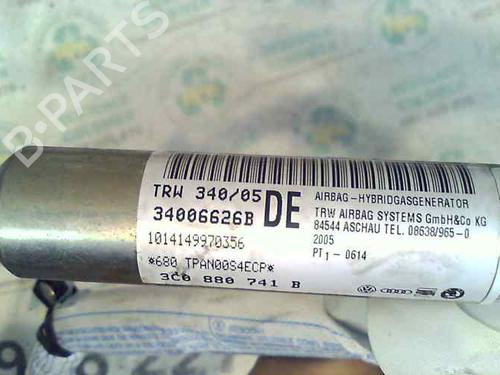 B-PARTS
TRW 340/05 DE
34006626B
1014149970356
*680 TPAN00S4ECP*
3C0 880 741 B
AIRBAG-HYBRIDGASGENERATOR
TRW AIRBAG SYSTEMS GmbH&Co KG
84544 ASCHAU TEL. 08638/965-0
2005
PT1- 0614